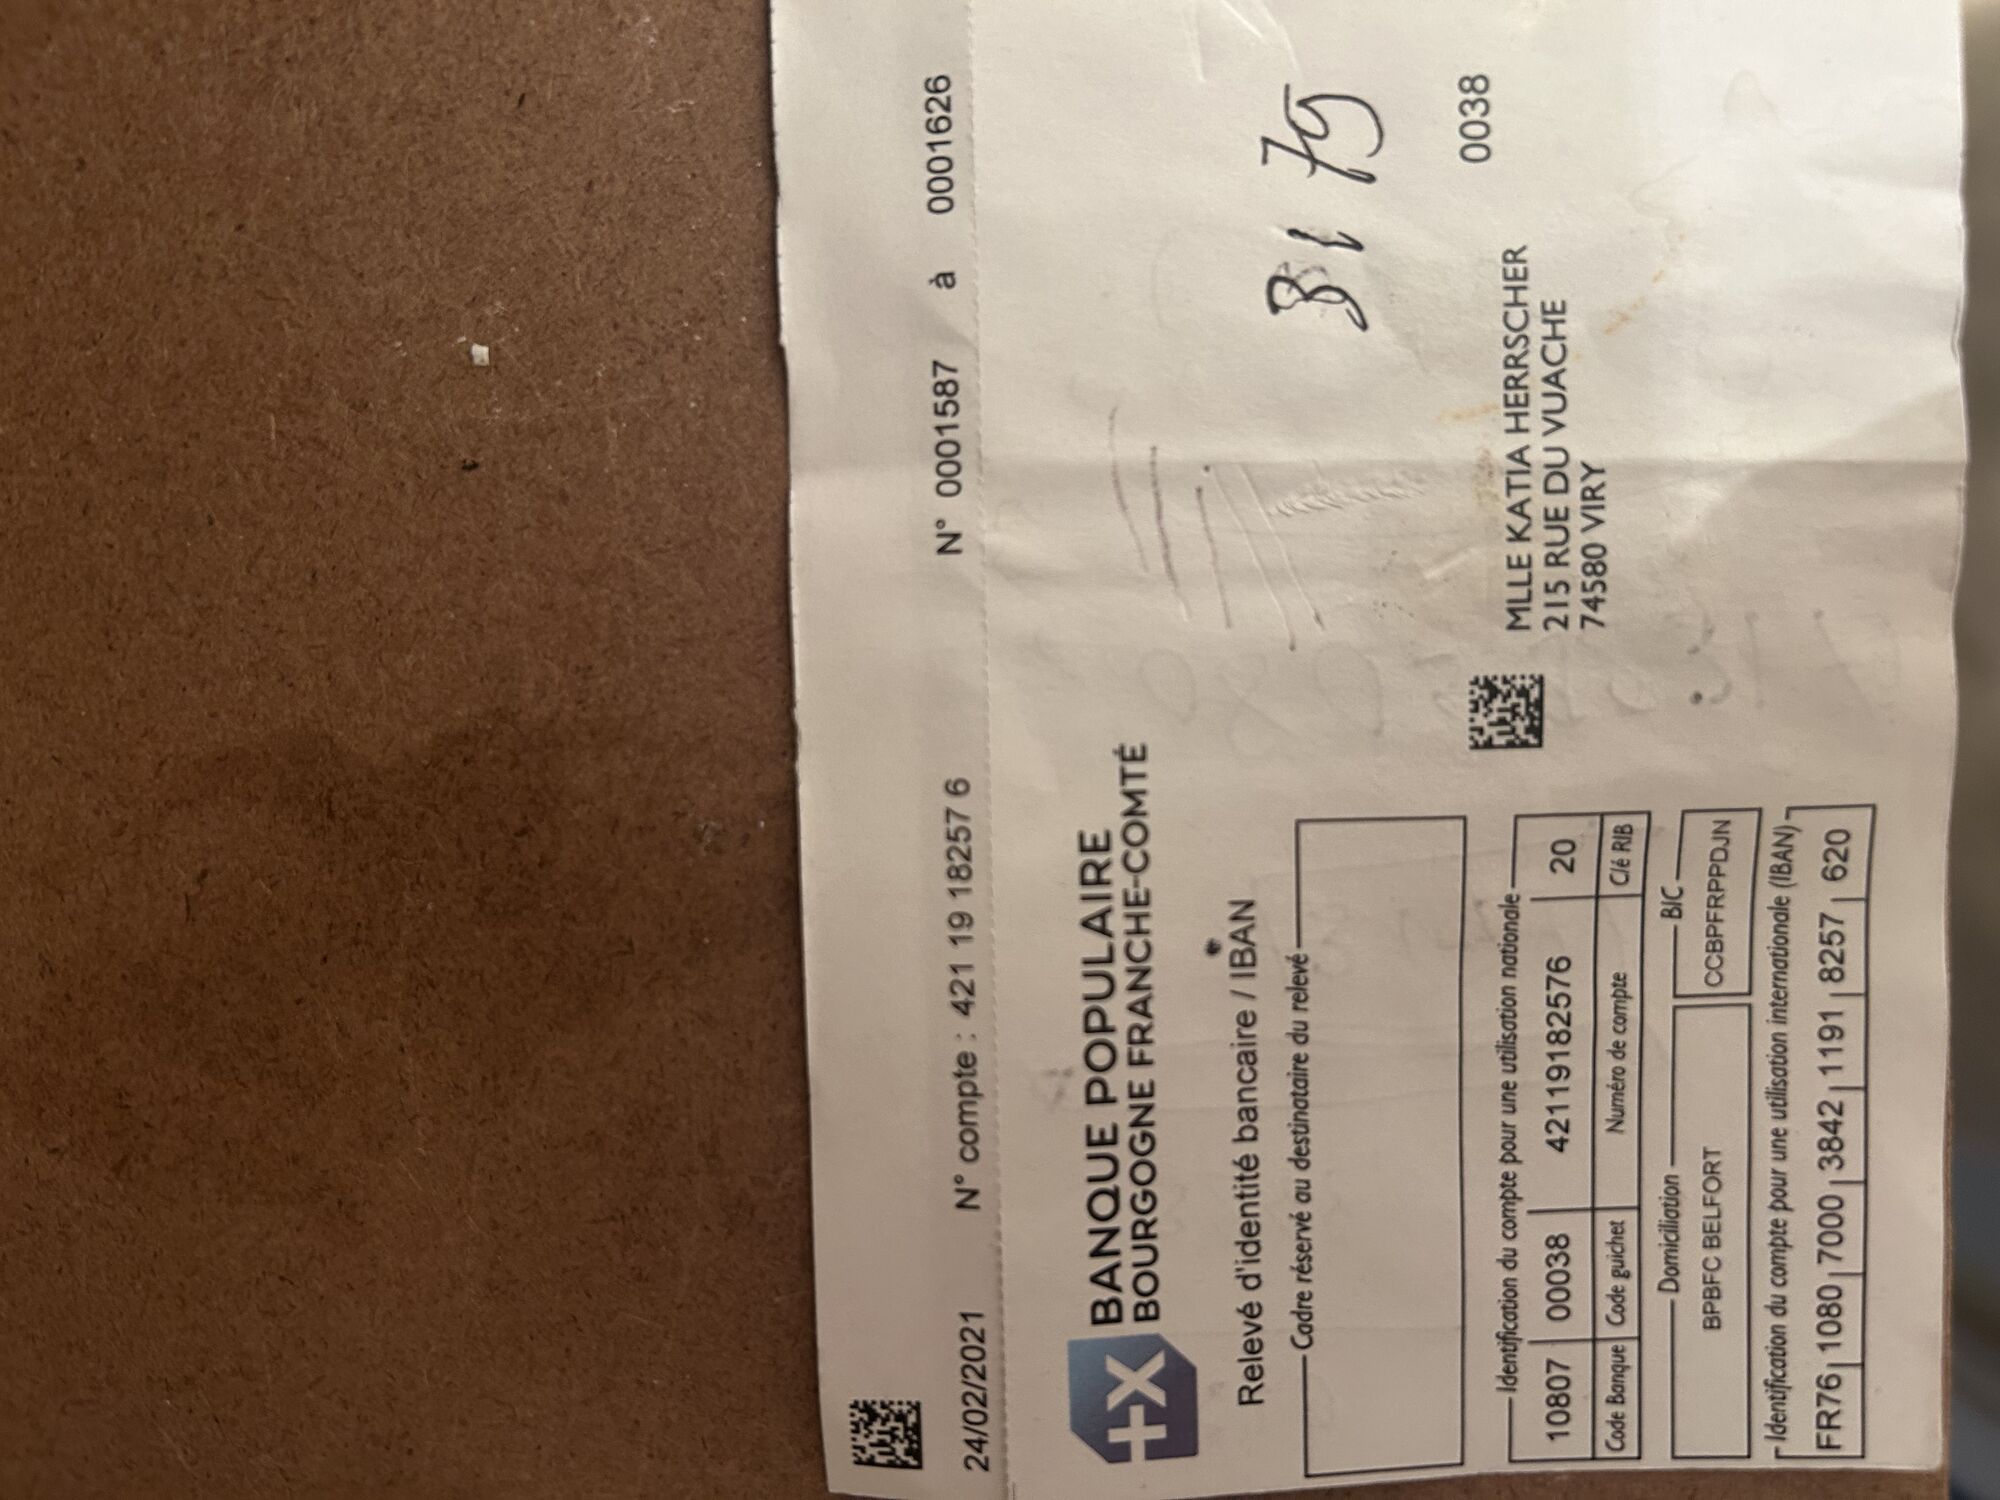 24/02/2021 N° compte : 421 19 18257 6 N° 0001587 à 0001626
BANQUE POPULAIRE
BOURGOGNE FRANCHE-COMTÉ
Relevé d'identité bancaire / IBAN
Cadre réservé au destinataire du relevé
79
0038
MLLE KATIA HERRSCHER
215 RUE DU VUACHE
74580 VIRY
Identification du compte pour une utilisation nationale
10807 00038 42119182576 20
Code Banque Code guichet Numéro de compte Clé RIB
Domiciliation BIC
BPBFC BELFORT CCBPFRPPDJN
Identification du compte pour une utilisation internationale (IBAN)
FR76 1080 7000 3842 1191 8257 620